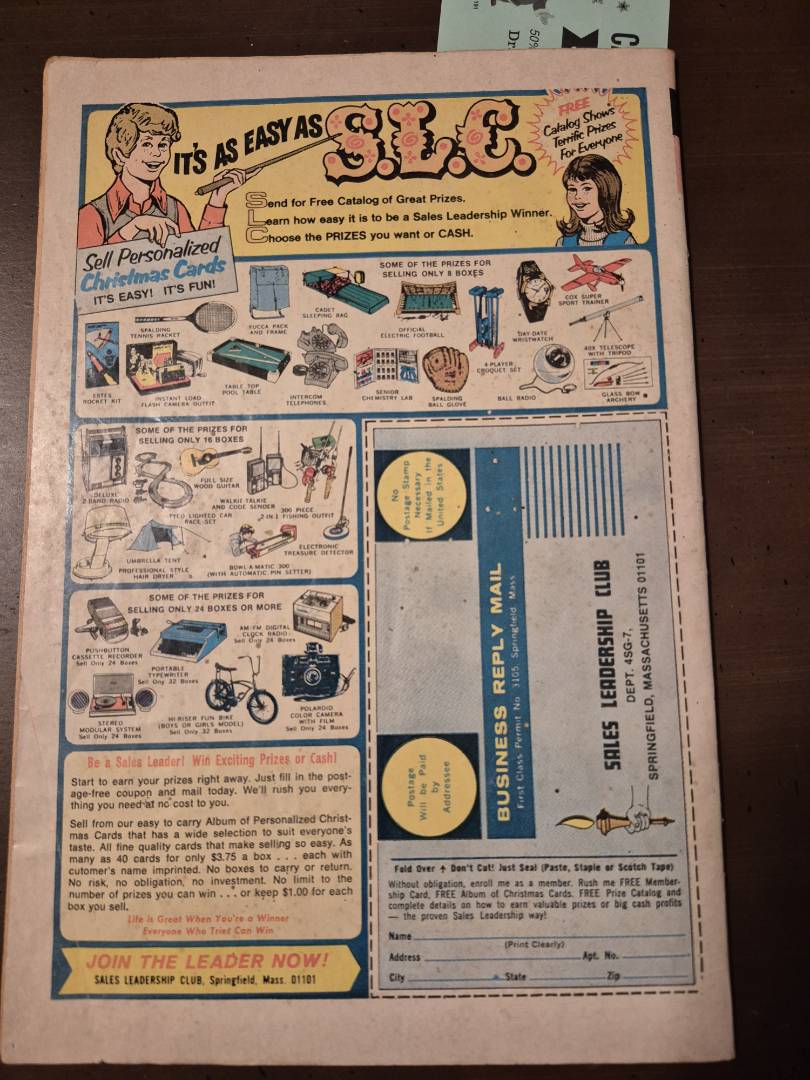 IT'S AS EASY AS S.L.C.
FREE
Catalog Shows
Terrific Prizes
For Everyone
Send for Free Catalog of Great Prizes.
Learn how easy it is to be a Sales Leadership Winner.
Choose the PRIZES you want or CASH.
Sell Personalized
Christmas Cards
IT'S EASY! IT'S FUN!
SOME OF THE PRIZES FOR
SELLING ONLY 8 BOXES
SPALDING
TENNIS RACKET
YUCCA PACK
AND FRAME
CADET
SLEEPING BAG
OFFICIAL
ELECTRIC FOOTBALL
DAY-DATE
WRISTWATCH
COX SUPER
SPORT TRAINER
40X TELESCOPE
WITH TRIPOD
ESTES
ROCKET KIT
INSTANT LOAD
FLASH CAMERA OUTFIT
TABLE TOP
POOL TABLE
INTERCOM
TELEPHONES
SENIOR
CHEMISTRY LAB
SPALDING
BALL GLOVE
4-PLAYER
CROQUET SET
BALL RADIO
GLASS BOW
ARCHERY
SOME OF THE PRIZES FOR
SELLING ONLY 16 BOXES
DELUXE
2 BAND RADIO
FULL SIZE
WOOD GUITAR
WALKIE TALKIE
AND CODE SENDER
300 PIECE
2 IN 1 FISHING OUTFIT
TYCO LIGHTED CAR
RACE SET
UMBRELLA TENT
PROFESSIONAL STYLE
HAIR DRYER
BOWL A MATIC 300
(WITH AUTOMATIC PIN SETTER)
ELECTRONIC
TREASURE DETECTOR
SOME OF THE PRIZES FOR
SELLING ONLY 24 BOXES OR MORE
PUSHBUTTON
CASSETTE RECORDER
Sell Only 24 Boxes
PORTABLE
TYPEWRITER
Sell Only 32 Boxes
AM-FM DIGITAL
CLOCK RADIO
Sell Only 24 Boxes
STEREO
MODULAR SYSTEM
Sell Only 24 Boxes
HI-RISER FUN BIKE
(BOYS OR GIRLS MODEL)
Sell Only 32 Boxes
POLAROID
COLOR CAMERA
WITH FILM
Sell Only 24 Boxes
Be a Sales Leader! Win Exciting Prizes or Cash!
Start to earn your prizes right away. Just fill in the post-
age-free coupon and mail today. We'll rush you every-
thing you need at no cost to you.
Sell from our easy to carry Album of Personalized Christ-
mas Cards that has a wide selection to suit everyone's
taste. All fine quality cards that make selling so easy. As
many as 40 cards for only $3.75 a box . . . each with
cutomer's name imprinted. No boxes to carry or return.
No risk, no obligation, no investment. No limit to the
number of prizes you can win . . . or keep $1.00 for each
box you sell.
Life is Great When You're a Winner
Everyone Who Tries Can Win
JOIN THE LEADER NOW!
SALES LEADERSHIP CLUB, Springfield, Mass. 01101
No
Postage Stamp
Necessary
If Mailed in the
United States
Postage
Will be Paid
by
Addressee
BUSINESS REPLY MAIL
First Class Permit No. 3105, Springfield, Mass.
SALES LEADERSHIP CLUB
DEPT. 4SG-7,
SPRINGFIELD, MASSACHUSETTS 01101
Fold Over ↑ Don't Cut! Just Seal (Paste, Staple or Scotch Tape)
Without obligation, enroll me as a member. Rush me FREE Member-
ship Card, FREE Album of Christmas Cards. FREE Prize Catalog and
complete details on how to earn valuable prizes or big cash profits
— the proven Sales Leadership way!
Name
(Print Clearly)
Address Apt. No.
City State Zip
50%